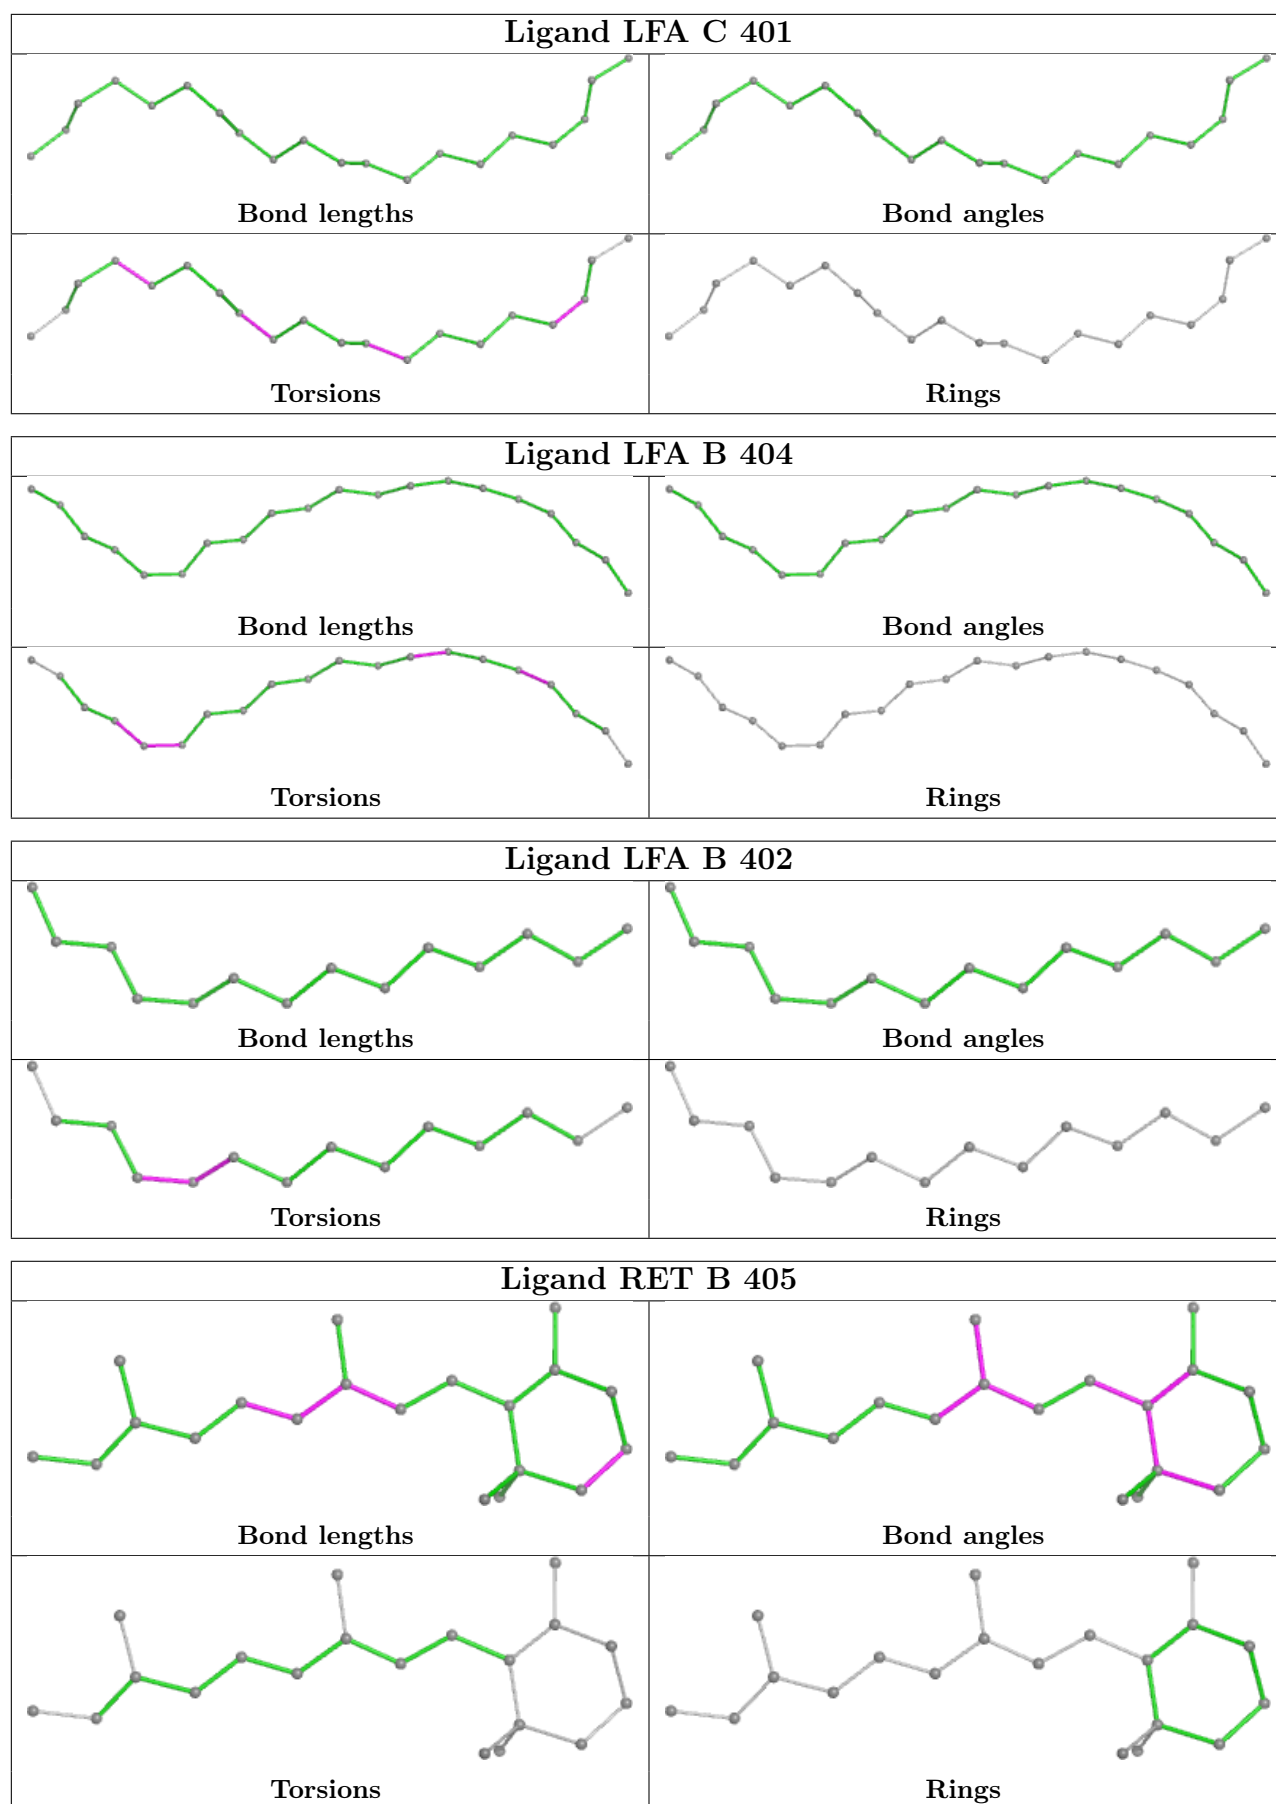 Ligand LFA C 401
Bond lengths
Bond angles
Torsions
Rings
Ligand LFA B 404
Bond lengths
Bond angles
Torsions
Rings
Ligand LFA B 402
Bond lengths
Bond angles
Torsions
Rings
Ligand RET B 405
Bond lengths
Bond angles
Torsions
Rings